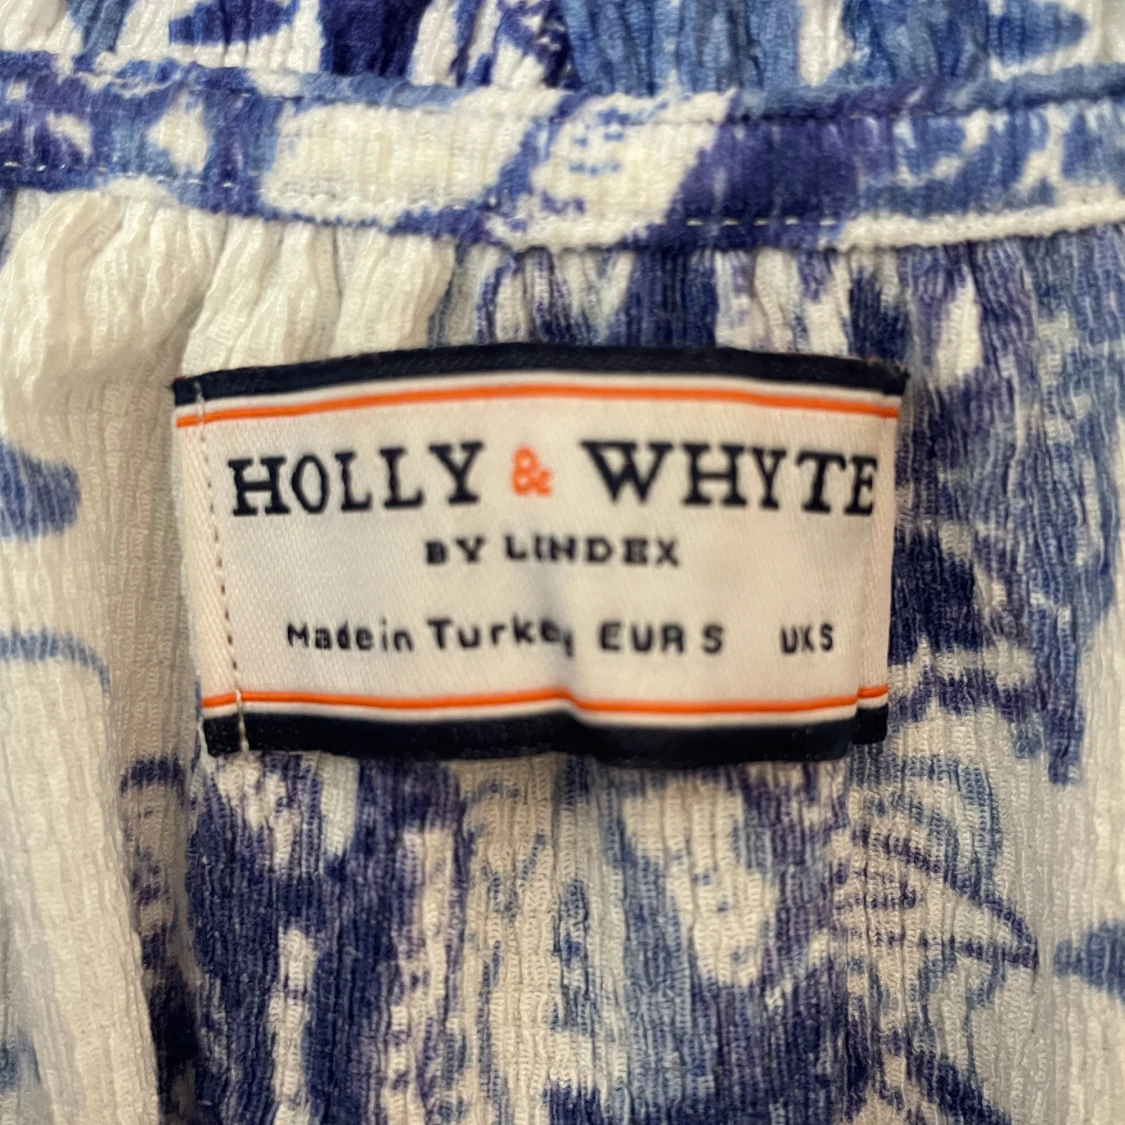 HOLLY & WHYTE
BY LINDEX
Made in Turkey EUR S UK S